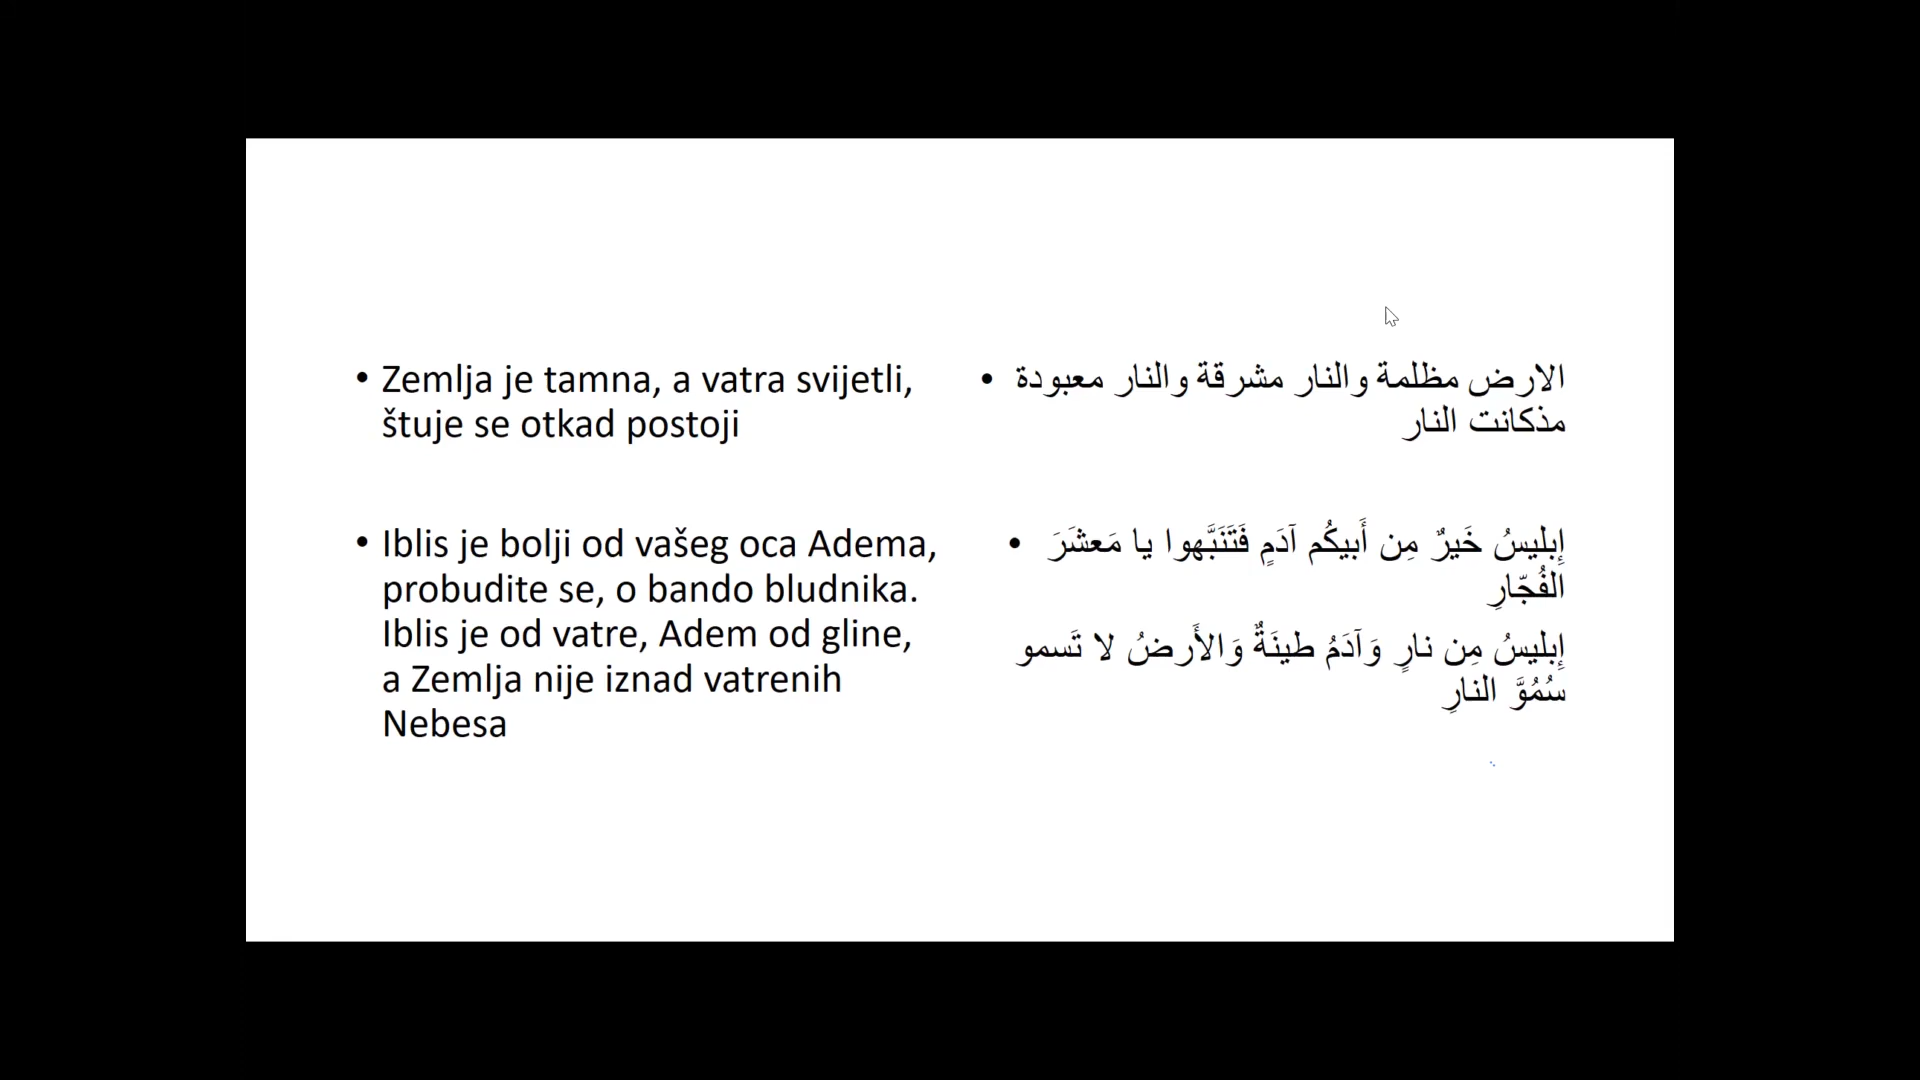 • Zemlja je tamna, a vatra svijetli,
štuje se otkad postoji
• Iblis je bolji od vašeg oca Adema,
probudite se, o bando bludnika.
Iblis je od vatre, Adem od gline,
a Zemlja nije iznad vatrenih
Nebesa
• الارض مظلمة والنار مشرقة والنار معبودة
مذكانت النار
• إِبليسُ خَيرٌ مِن أَبيكُم آدَمٍ فَتَنَبَّهوا يا مَعشَرَ
الفُجّارِ
إِبليسُ مِن نارٍ وَآدَمُ طينَةٌ وَالأَرضُ لا تَسمو
سُمُوَّ النارِ